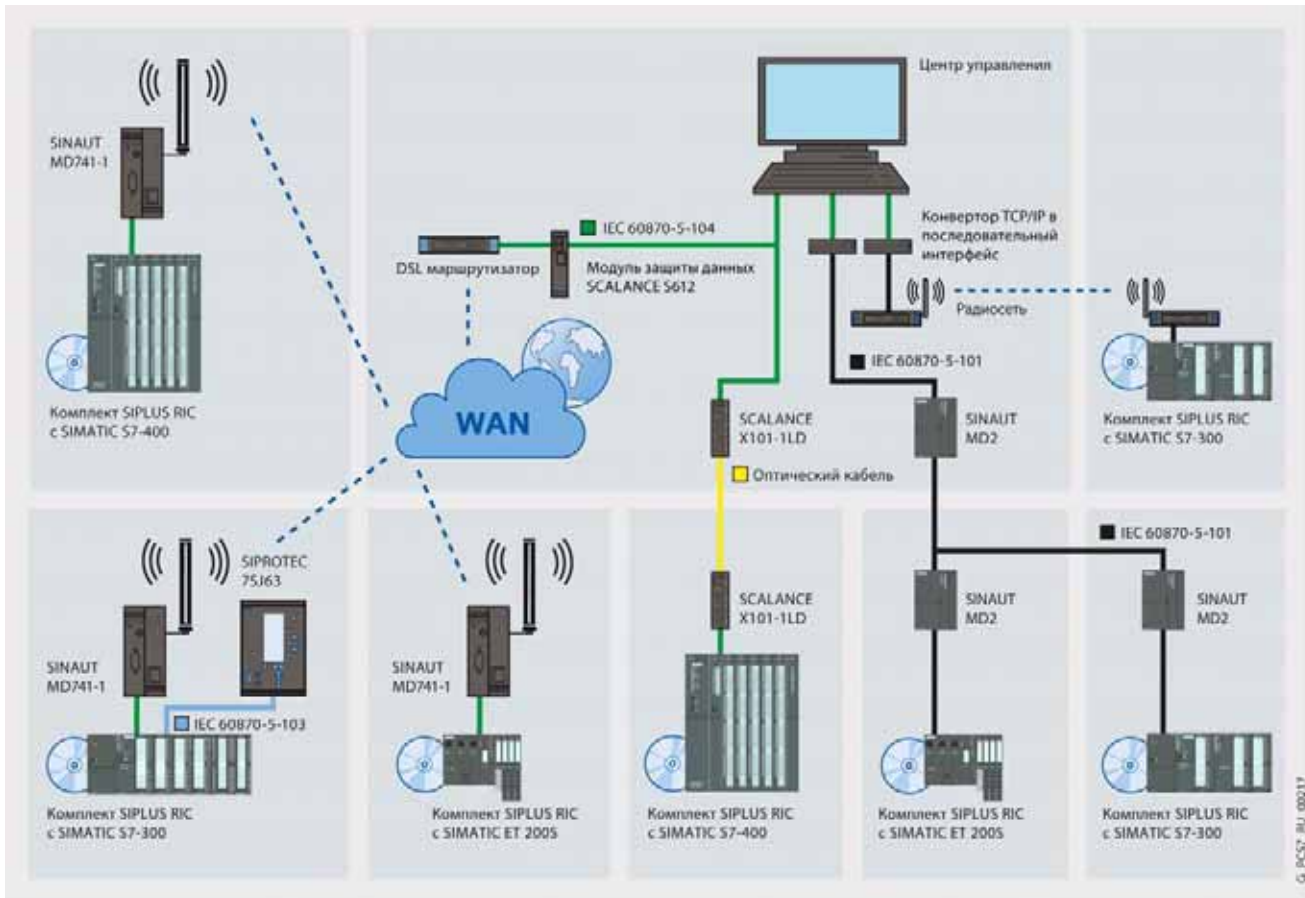 Центр управления
SINAUT
MD741-1
Комплект SIPLUS RIC
с SIMATIC S7-400
IEC 60870-5-104
DSL маршрутизатор
Модуль защиты данных
SCALANCE S612
Конвертор TCP/IP в
последовательный
интерфейс
Радиосеть
WAN
IEC 60870-5-101
SCALANCE
X101-1LD
Оптический кабель
SINAUT
MD2
Комплект SIPLUS RIC
с SIMATIC S7-300
SINAUT
MD741-1
SIPROTEC
7SJ63
IEC 60870-5-103
Комплект SIPLUS RIC
с SIMATIC S7-300
SINAUT
MD741-1
Комплект SIPLUS RIC
с SIMATIC ET 200S
SCALANCE
X101-1LD
Комплект SIPLUS RIC
с SIMATIC S7-400
SINAUT
MD2
Комплект SIPLUS RIC
с SIMATIC ET 200S
IEC 60870-5-101
SINAUT
MD2
Комплект SIPLUS RIC
с SIMATIC S7-300
G_PCS7_RU_00217